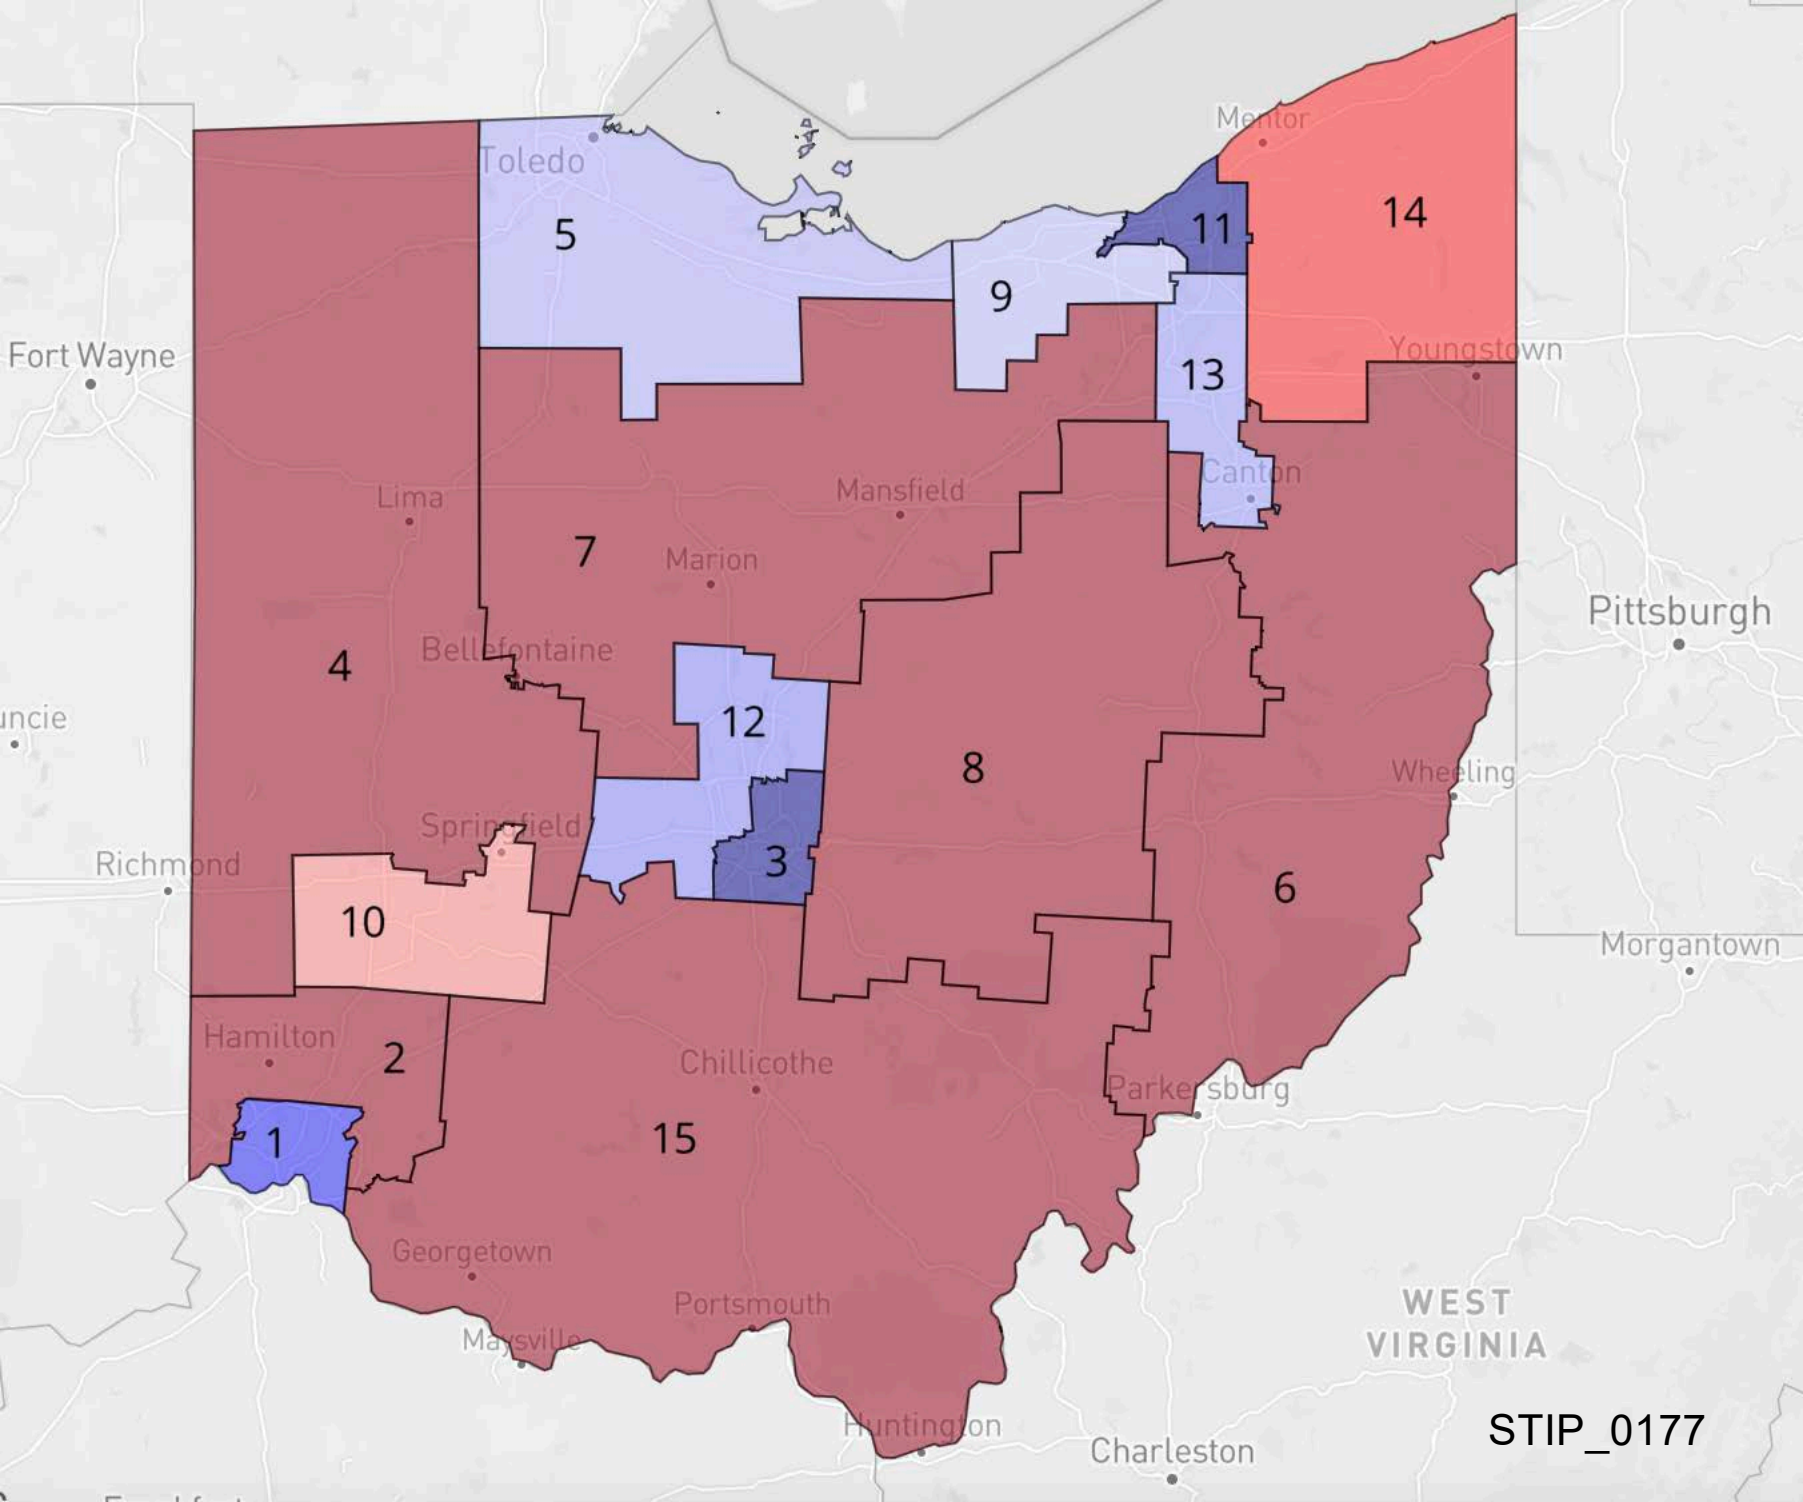 Mentor
Toledo
14
11
5
9
Fort Wayne
Youngstown
13
Canton
Lima
Mansfield
7
Marion
Pittsburgh
4
Bellefontaine
uncie
12
8
Wheeling
Springfield
Richmond
3
6
10
Morgantown
Hamilton
2
Chillicothe
Parkersburg
1
15
Georgetown
Portsmouth
Maysville
WEST
VIRGINIA
Huntington
STIP_0177
Charleston